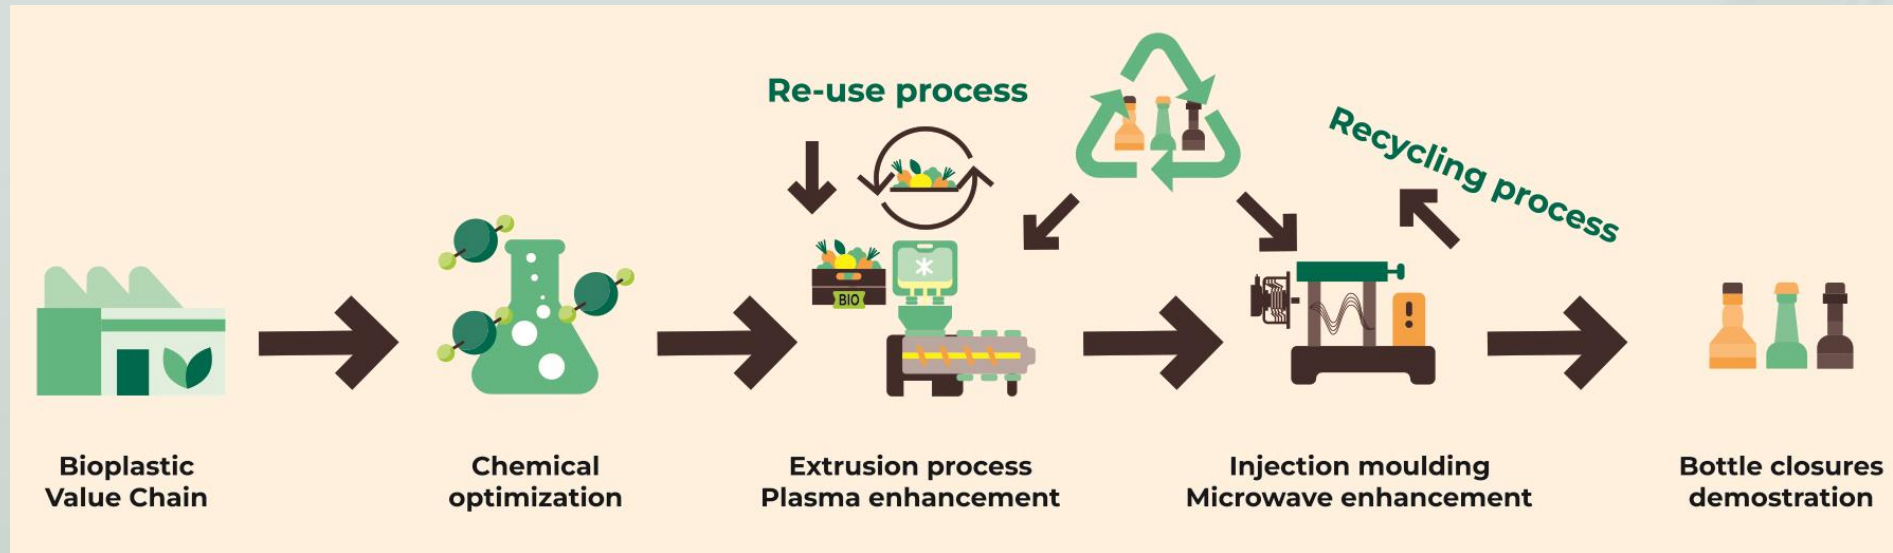 Re-use process
Recycling process
BIO
Bioplastic
Value Chain
Chemical
optimization
Extrusion process
Plasma enhancement
Injection moulding
Microwave enhancement
Bottle closures
demostration